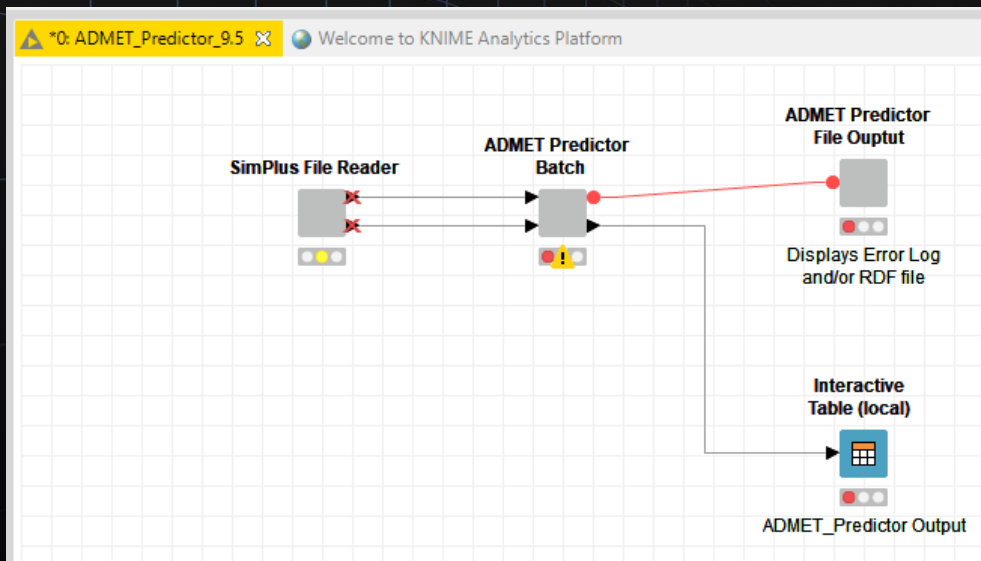 *0: ADMET_Predictor_9.5
Welcome to KNIME Analytics Platform
SimPlus File Reader
ADMET Predictor
Batch
ADMET Predictor
File Ouptut
Displays Error Log
and/or RDF file
Interactive
Table (local)
ADMET_Predictor Output